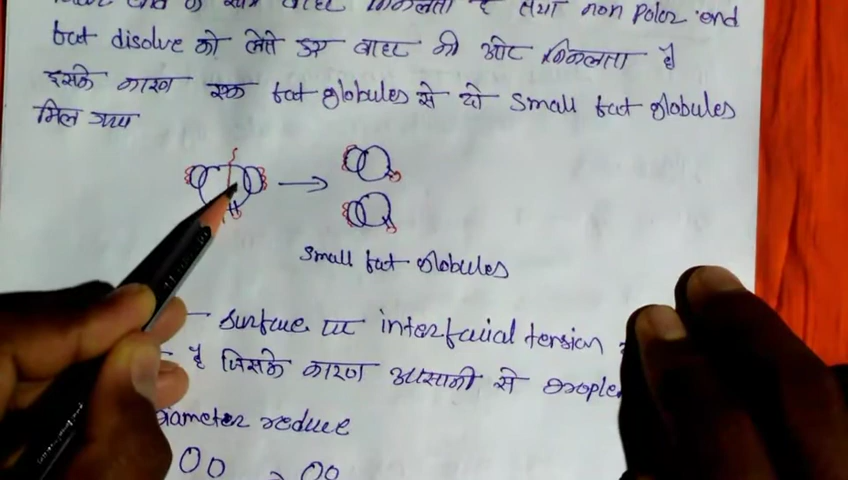 तथा non Polar end
fat disolve को लेते हुए बाहर की ओर निकलता है
इसके कारण एक fat globules से दो small fat globules
मिल गया
small fat globules
surface या interfacial tension
है जिसके कारण आसानी से
diameter reduce